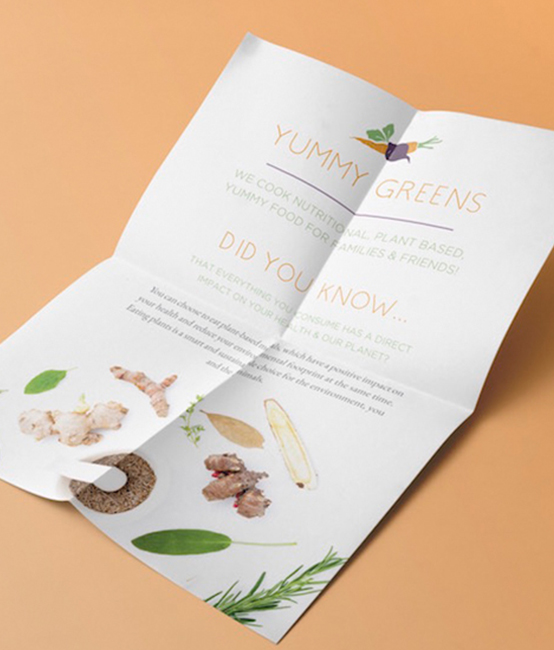 YUMMY GREENS
WE COOK NUTRITIONAL, PLANT BASED,
YUMMY FOOD FOR FAMILIES & FRIENDS!
DID YOU KNOW...
THAT EVERYTHING YOU CONSUME HAS A DIRECT
IMPACT ON YOUR HEALTH & OUR PLANET?
You can choose to eat plant-based meals, which have a positive impact on
your health and reduce your environmental footprint at the same time.
Eating plants is a smart and sustainable choice for the environment, you
and the animals.